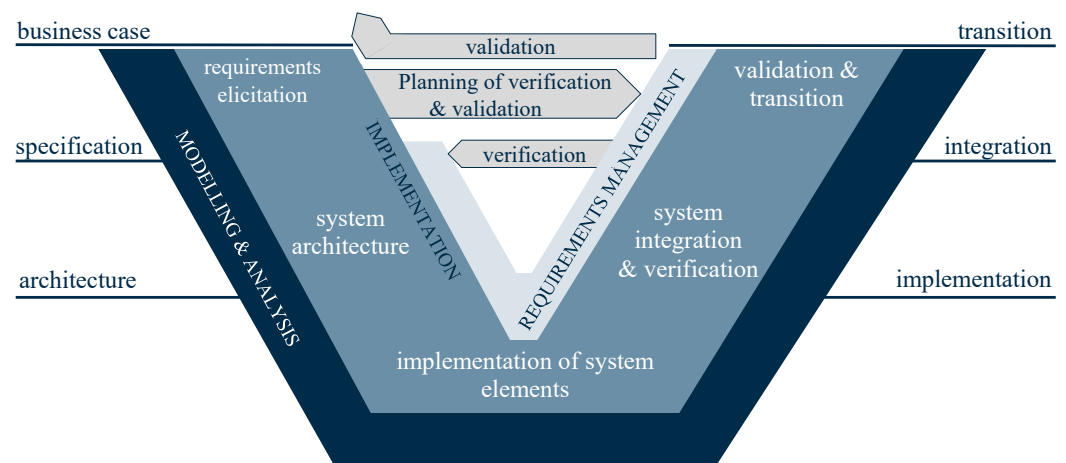 business case
validation
transition
requirements
elicitation
Planning of verification
& validation
validation &
transition
specification
verification
integration
MODELLING & ANALYSIS
IMPLEMENTATION
REQUIREMENTS MANAGEMENT
system
architecture
system
integration
& verification
architecture
implementation
implementation of system
elements